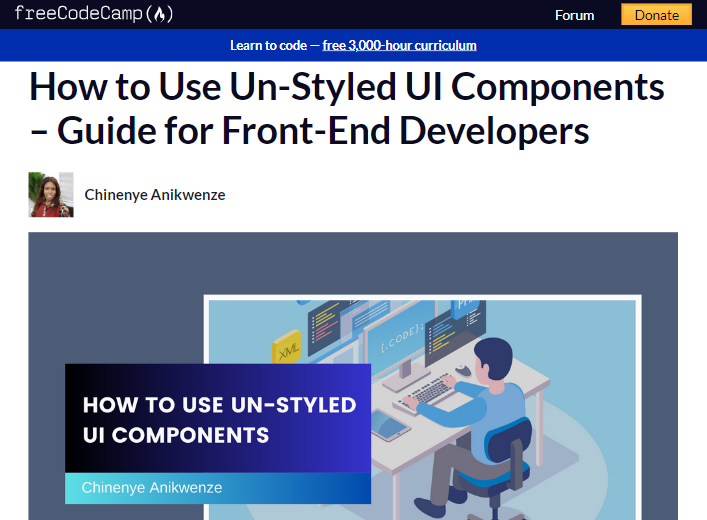 freeCodeCamp(🔥)
Forum
Donate
Learn to code — free 3,000-hour curriculum
How to Use Un-Styled UI Components
– Guide for Front-End Developers
Chinenye Anikwenze
XML
{.CODE};
HOW TO USE UN-STYLED
UI COMPONENTS
Chinenye Anikwenze